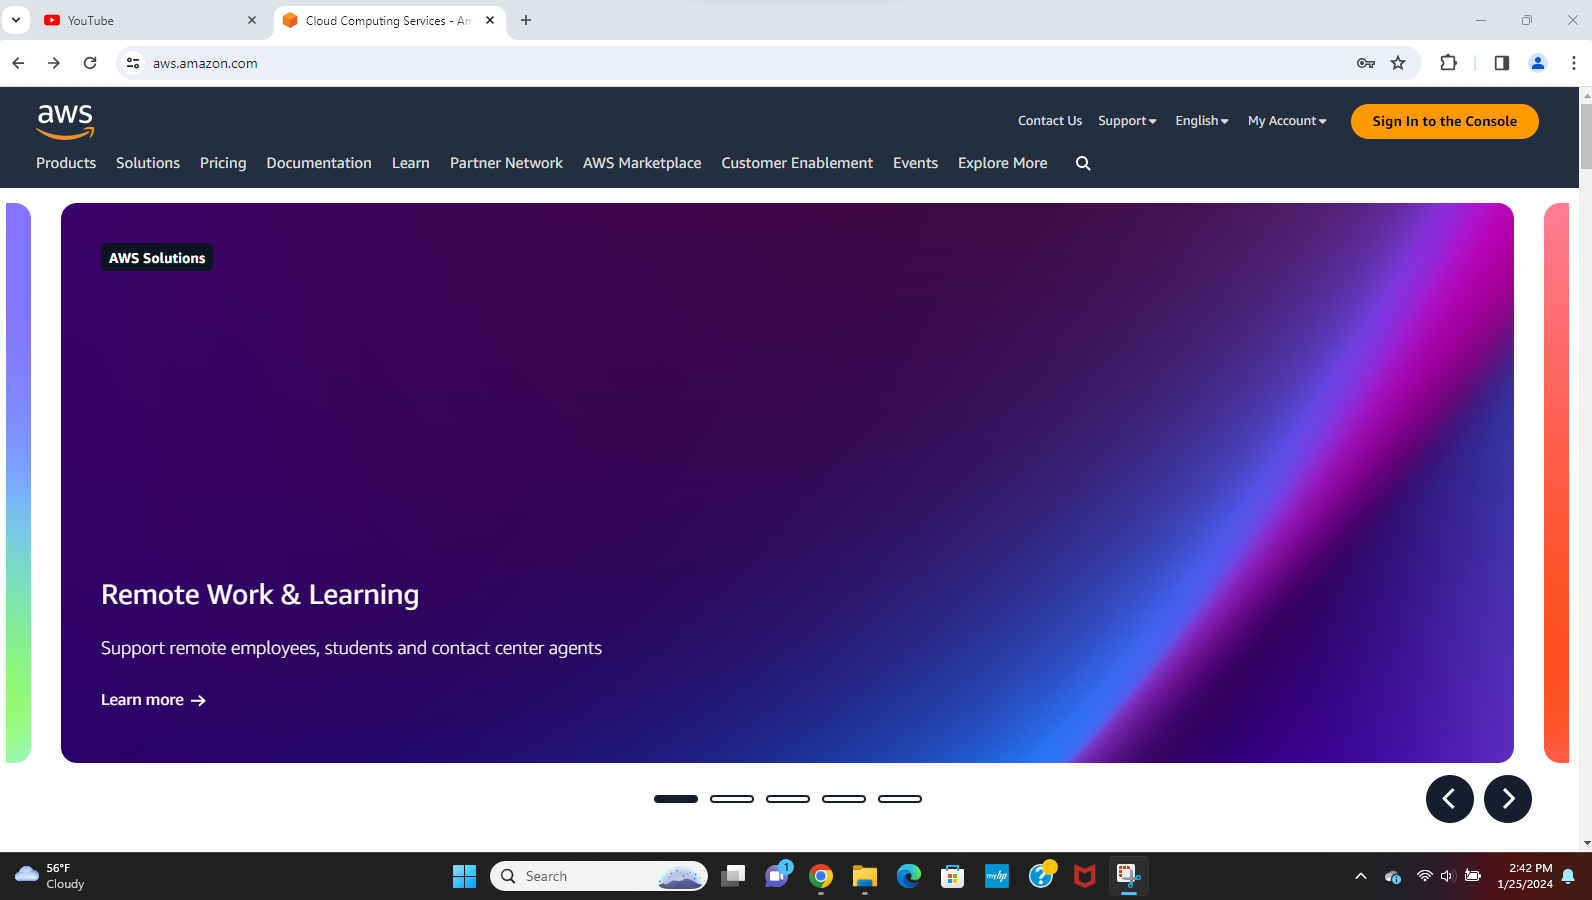 YouTube
Cloud Computing Services - Am
aws.amazon.com
aws
Contact Us Support English My Account Sign In to the Console
Products Solutions Pricing Documentation Learn Partner Network AWS Marketplace Customer Enablement Events Explore More
AWS Solutions
Remote Work & Learning
Support remote employees, students and contact center agents
Learn more →
56°F
Cloudy
Search
1
myhp
2:42 PM
1/25/2024